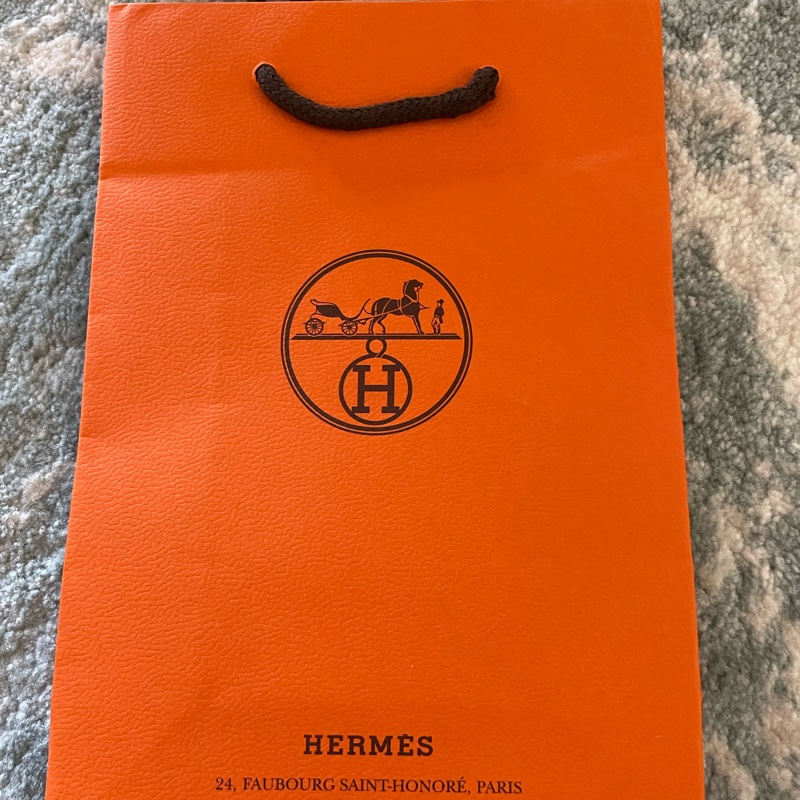 H
HERMÈS
24, FAUBOURG SAINT-HONORÉ, PARIS